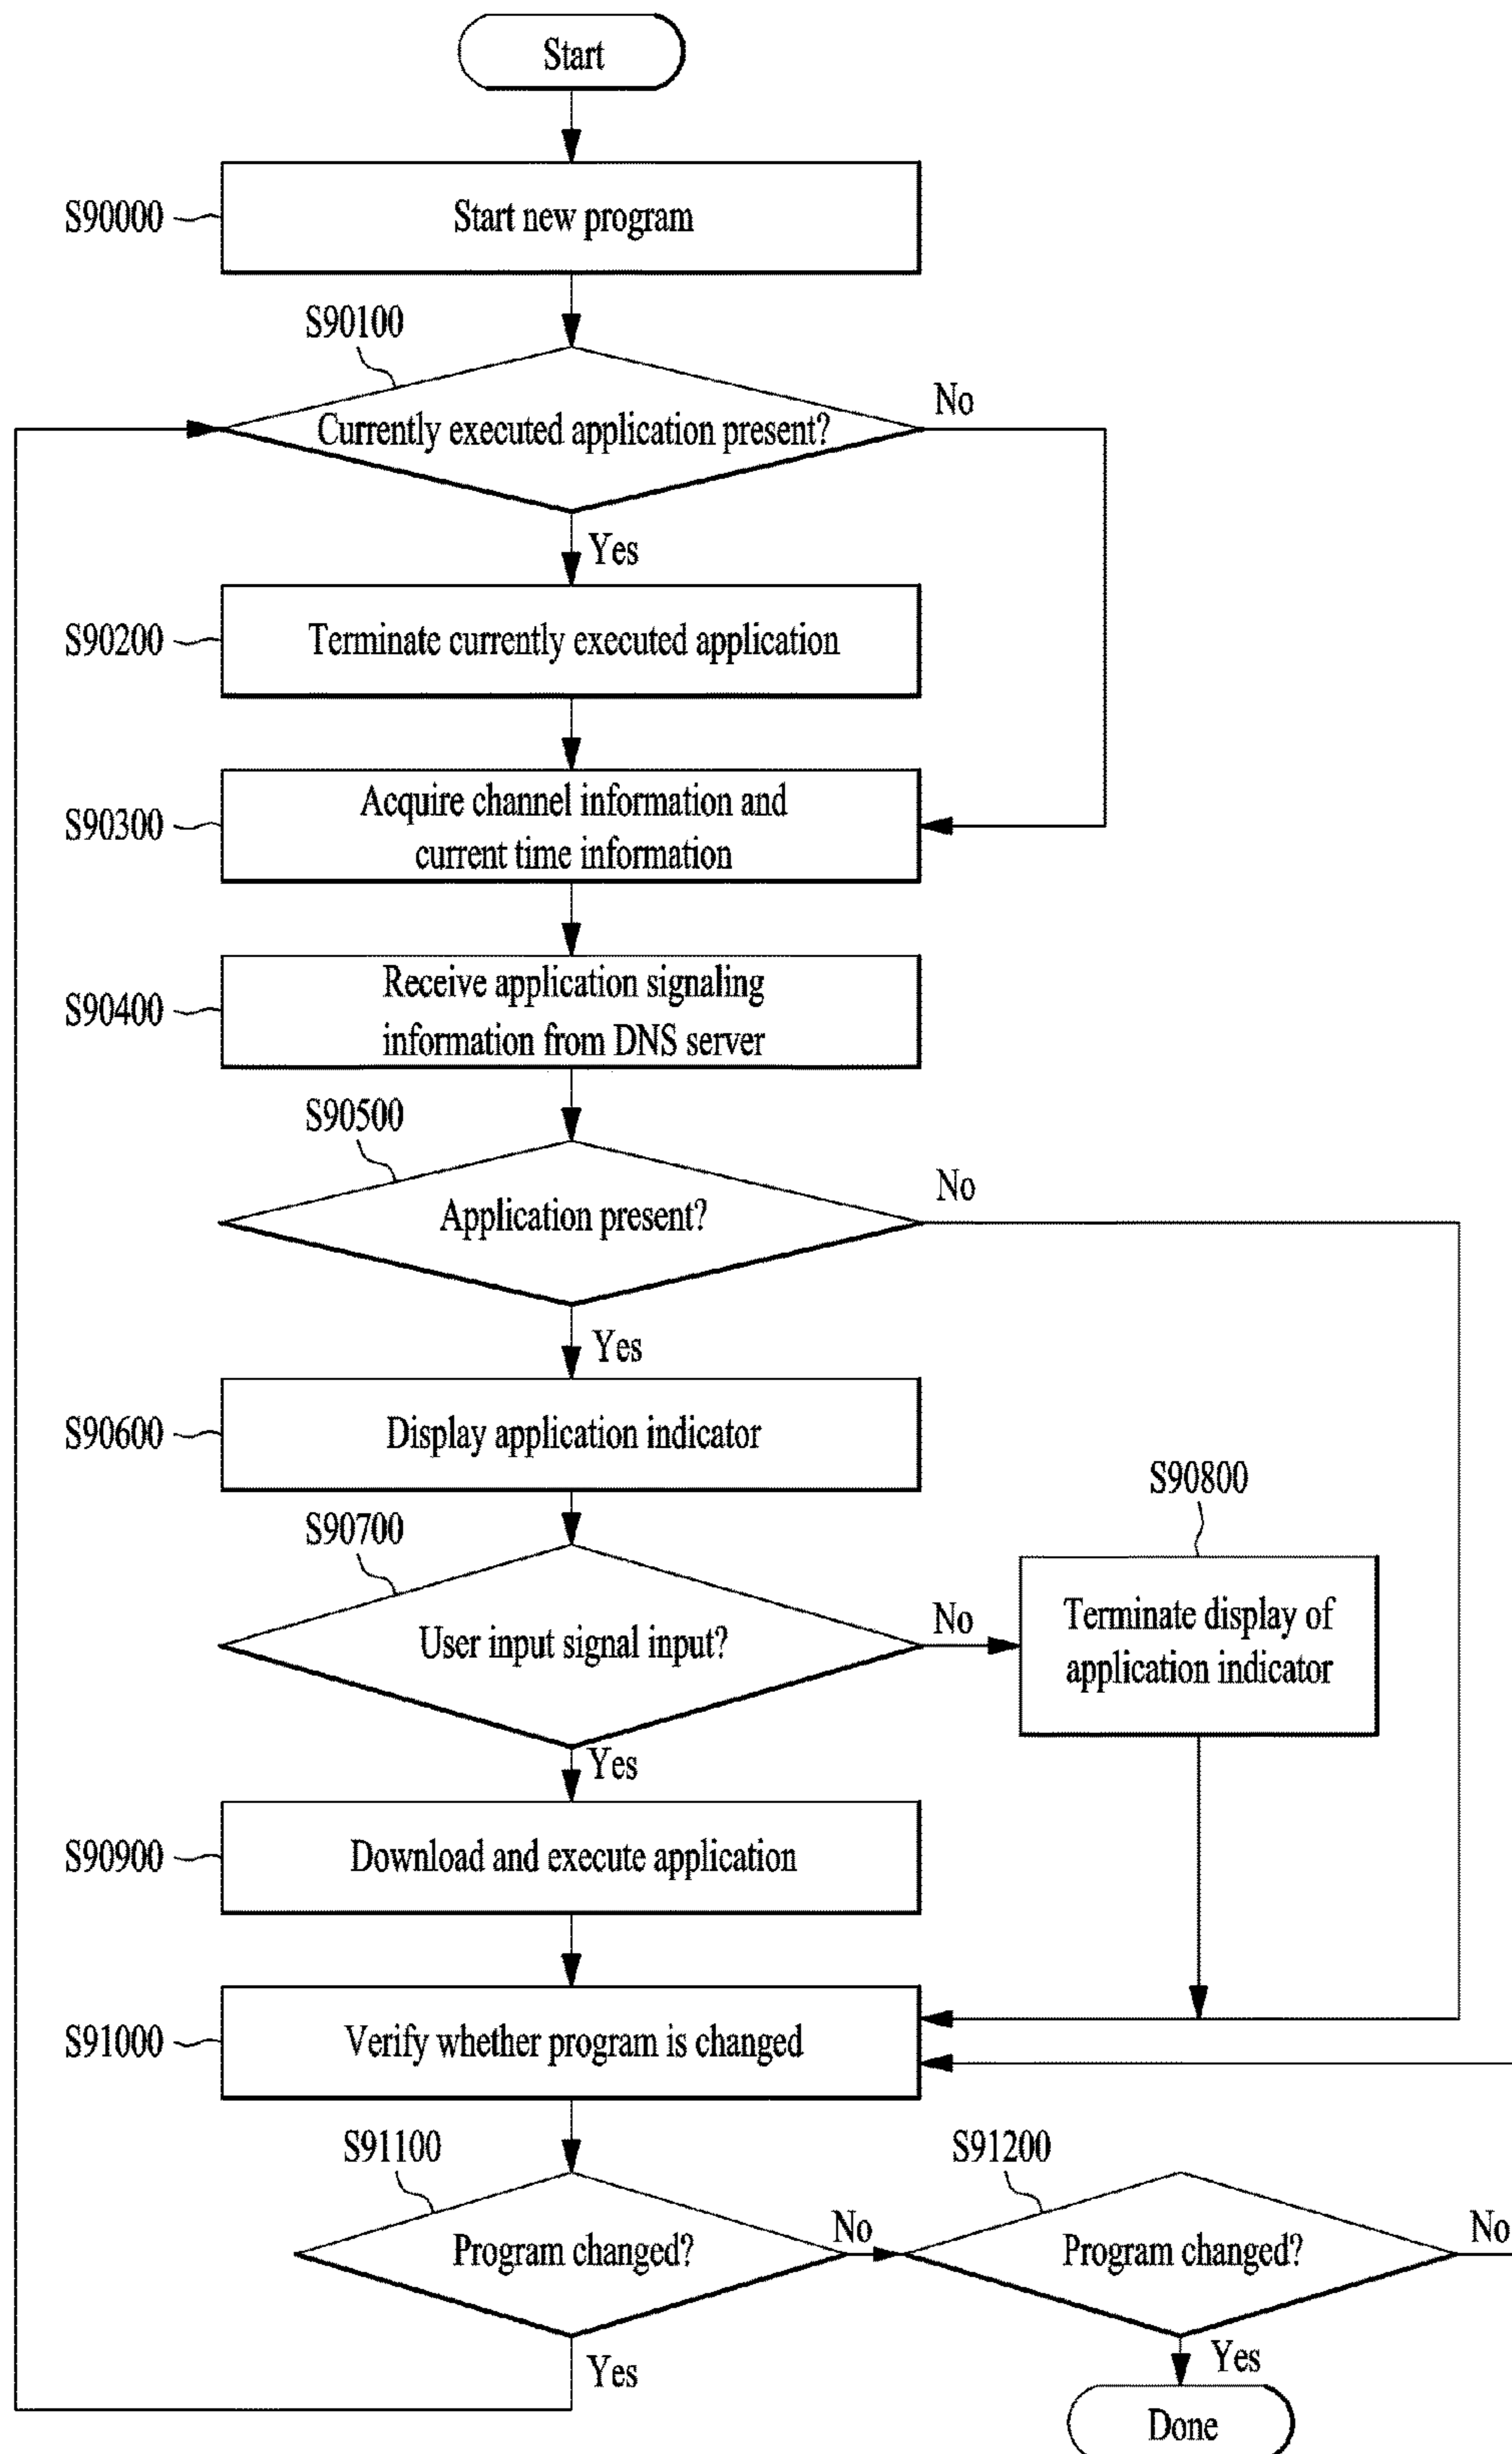 Start
S90000
Start new program
S90100
Currently executed application present?
No
Yes
S90200
Terminate currently executed application
S90300
Acquire channel information and
current time information
S90400
Receive application signaling
information from DNS server
S90500
Application present?
No
Yes
S90600
Display application indicator
S90700
User input signal input?
No
S90800
Terminate display of
application indicator
Yes
S90900
Download and execute application
S91000
Verify whether program is changed
S91100
Program changed?
No
S91200
Program changed?
No
Yes
Yes
Done